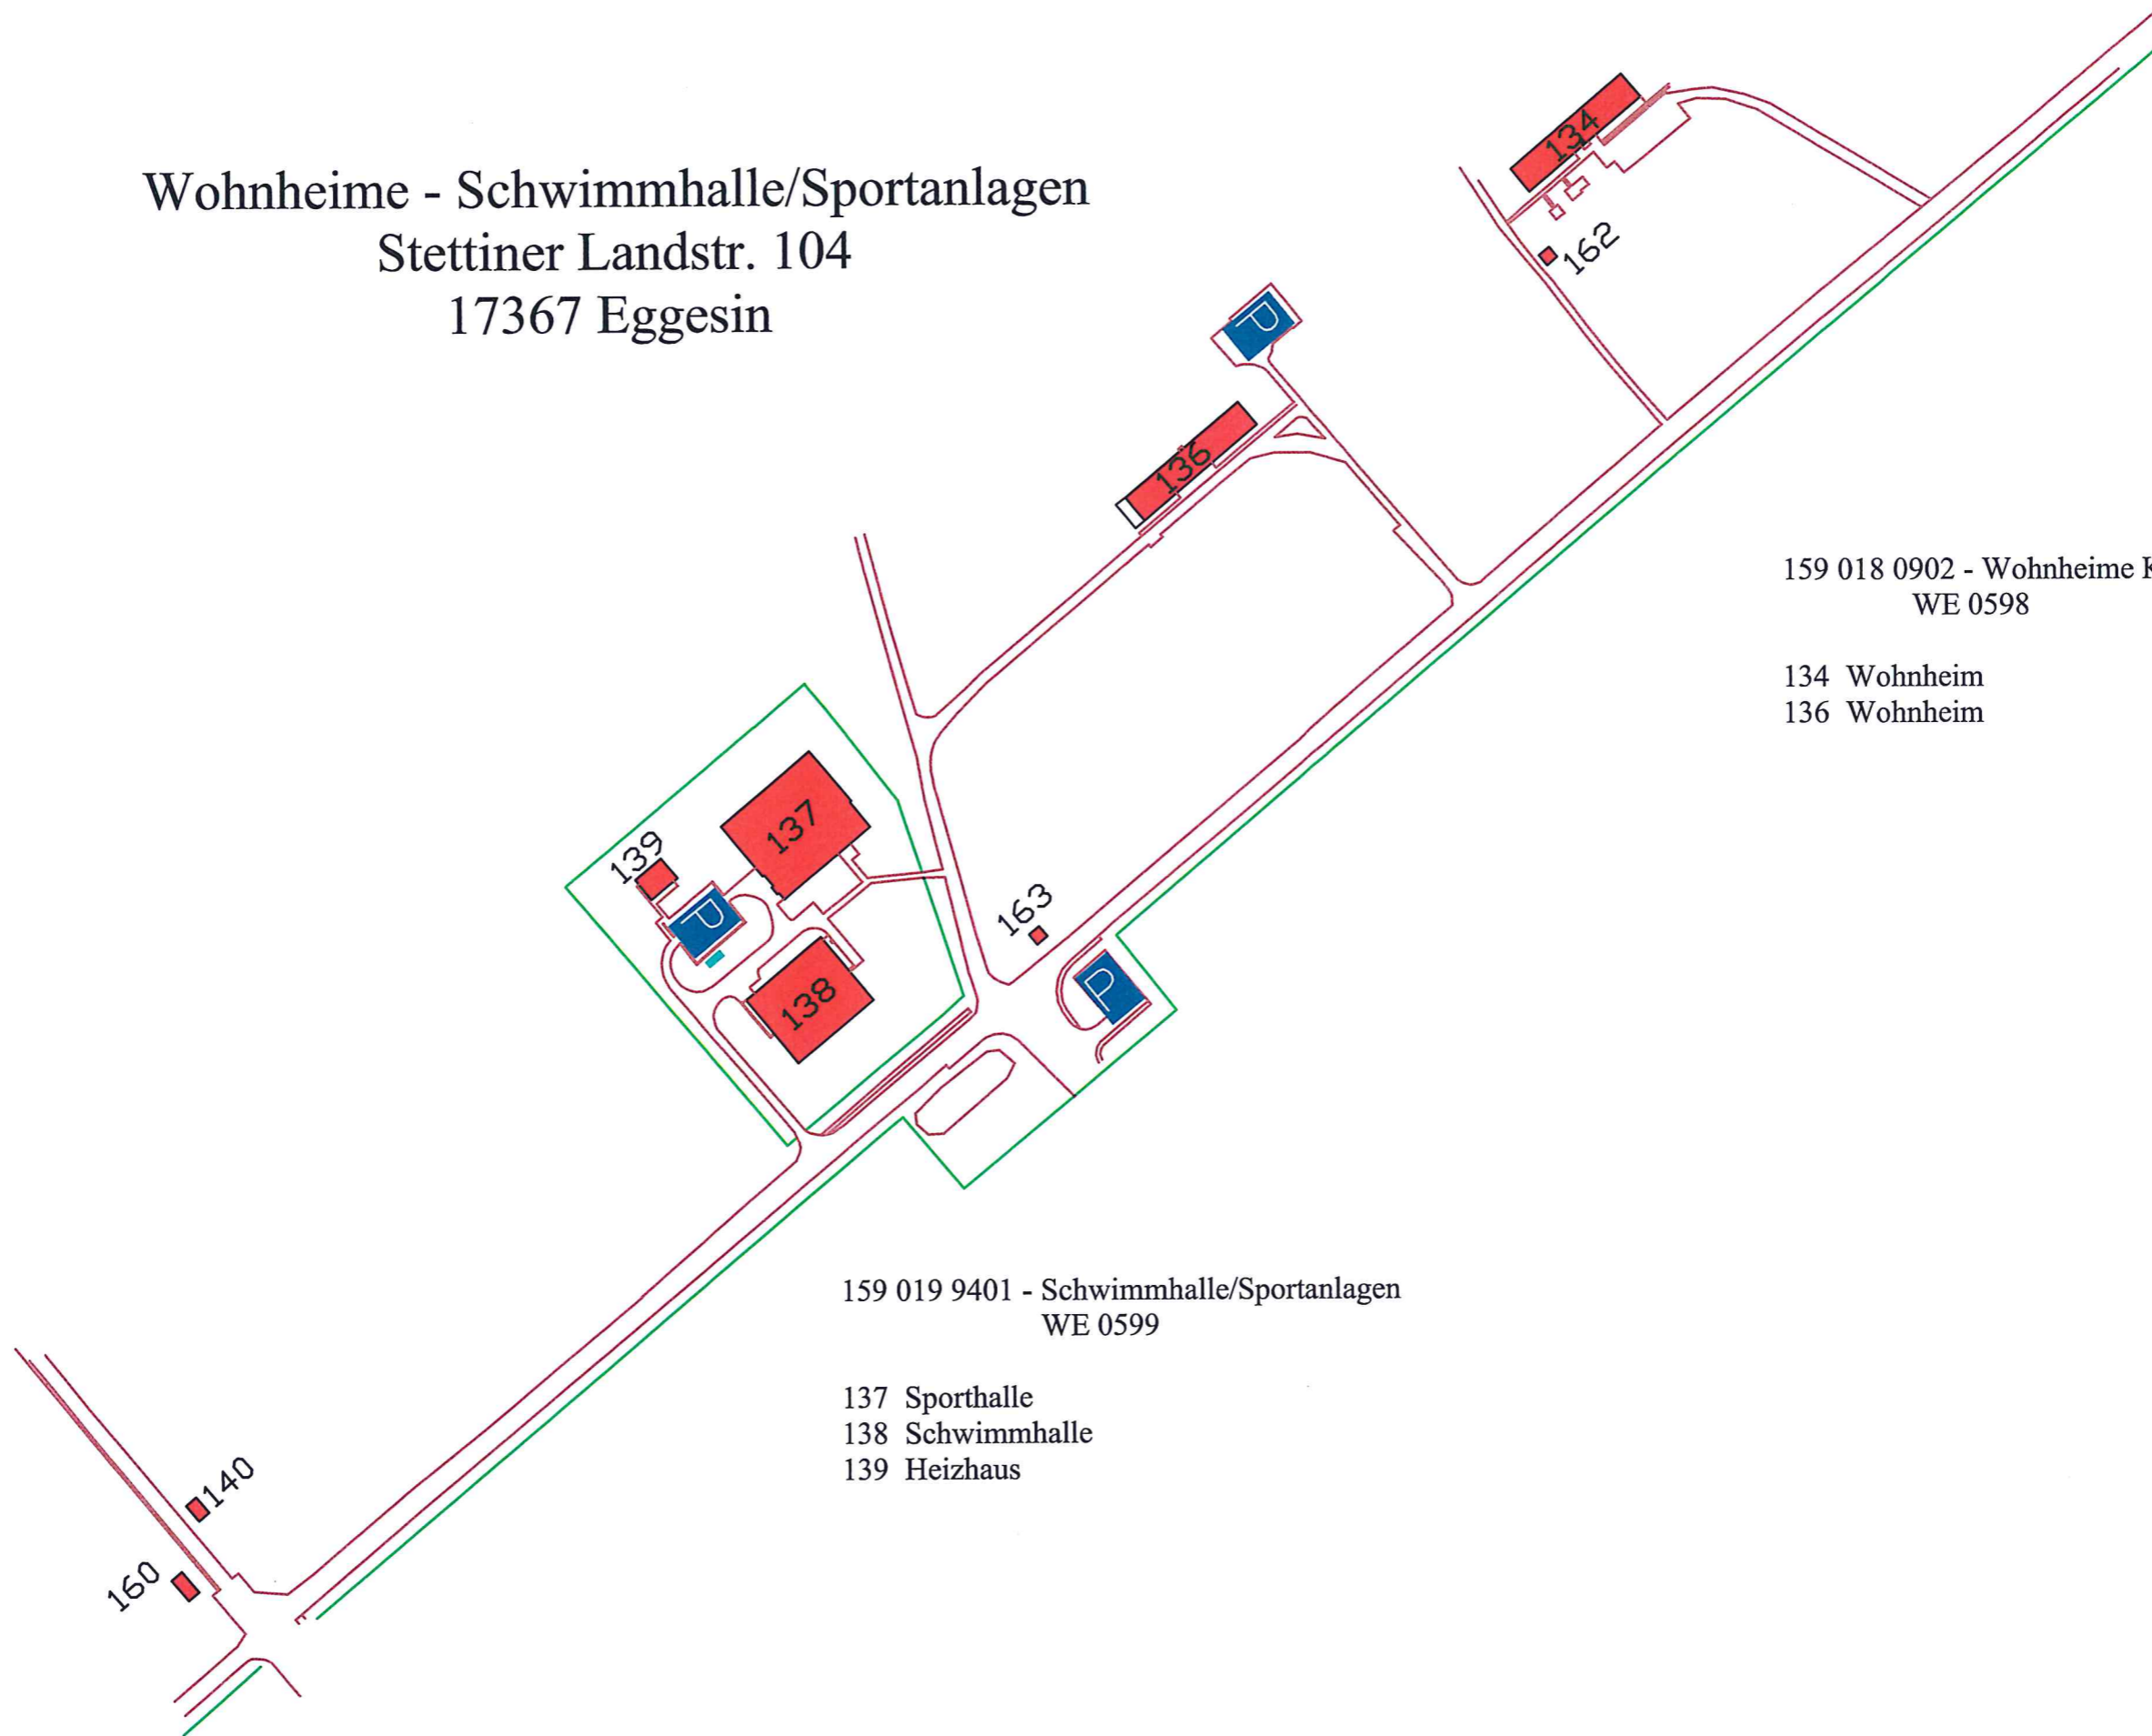 Wohnheime - Schwimmhalle/Sportanlagen
Stettiner Landstr. 104
17367 Eggesin
134
162
P
136
159 018 0902 - Wohnheime
WE 0598
134 Wohnheim
136 Wohnheim
137
139
P
163
P
138
159 019 9401 - Schwimmhalle/Sportanlagen
WE 0599
137 Sporthalle
138 Schwimmhalle
139 Heizhaus
140
160